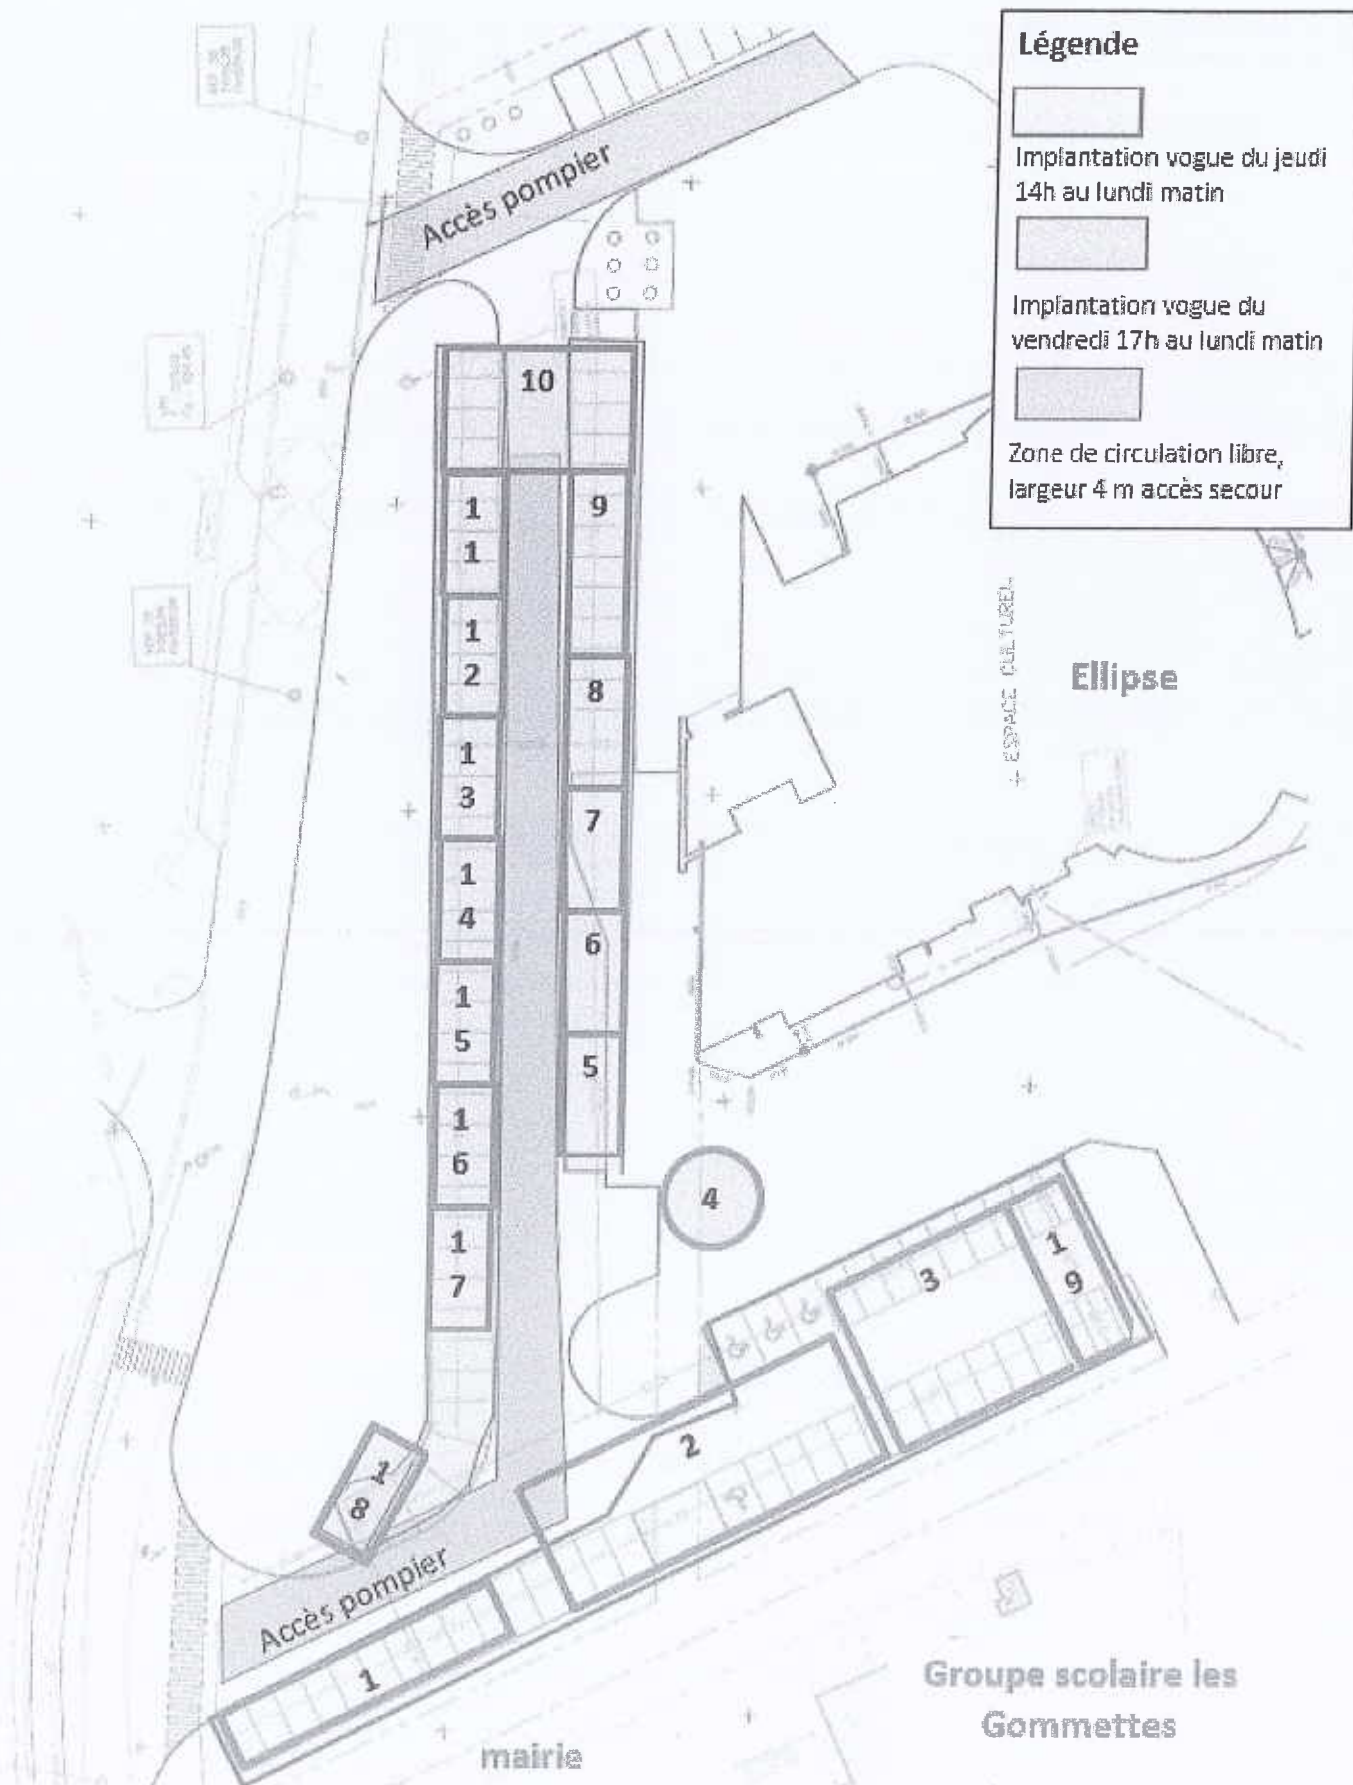 Légende
Implantation vogue du jeudi
14h au lundi matin
Implantation vogue du
vendredi 17h au lundi matin
Zone de circulation libre,
largeur 4 m accès secour
Accès pompier
10
1
1
9
1
2
8
1
3
7
1
4
6
1
5
5
1
6
4
1
7
3
1
9
2
1
8
Accès pompier
1
ESPACE CULTUREL
Ellipse
Groupe scolaire les
Gommettes
mairie